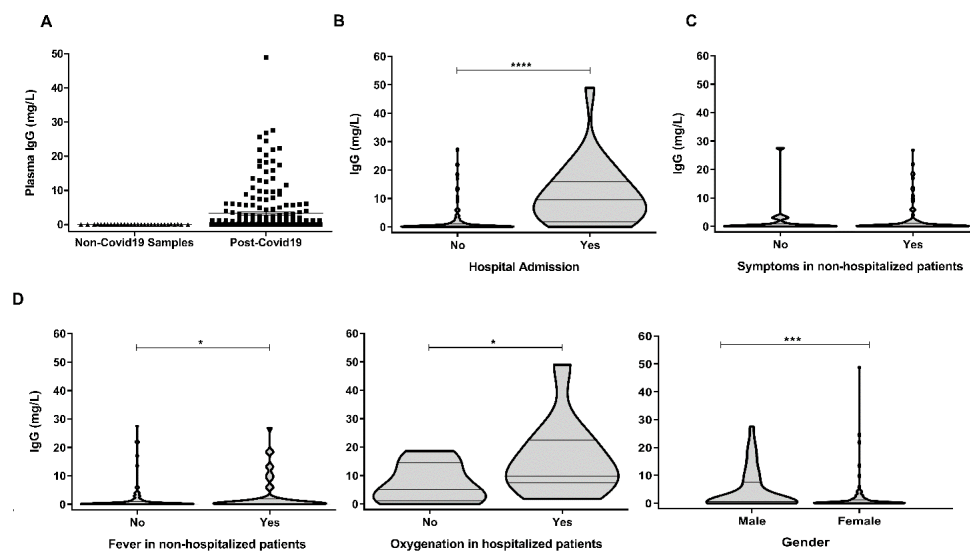 A
Plasma IgG (mg/L)
50
40
30
20
10
0
Non-Covid19 Samples
Post-Covid19
B
IgG (mg/L)
60
50
40
30
20
10
0
****
No
Yes
Hospital Admission
C
IgG (mg/L)
60
50
40
30
20
10
0
No
Yes
Symptoms in non-hospitalized patients
D
IgG (mg/L)
60
50
40
30
20
10
0
*
No
Yes
Fever in non-hospitalized patients
60
50
40
30
20
10
0
*
No
Yes
Oxygenation in hospitalized patients
60
50
40
30
20
10
0
***
Male
Female
Gender